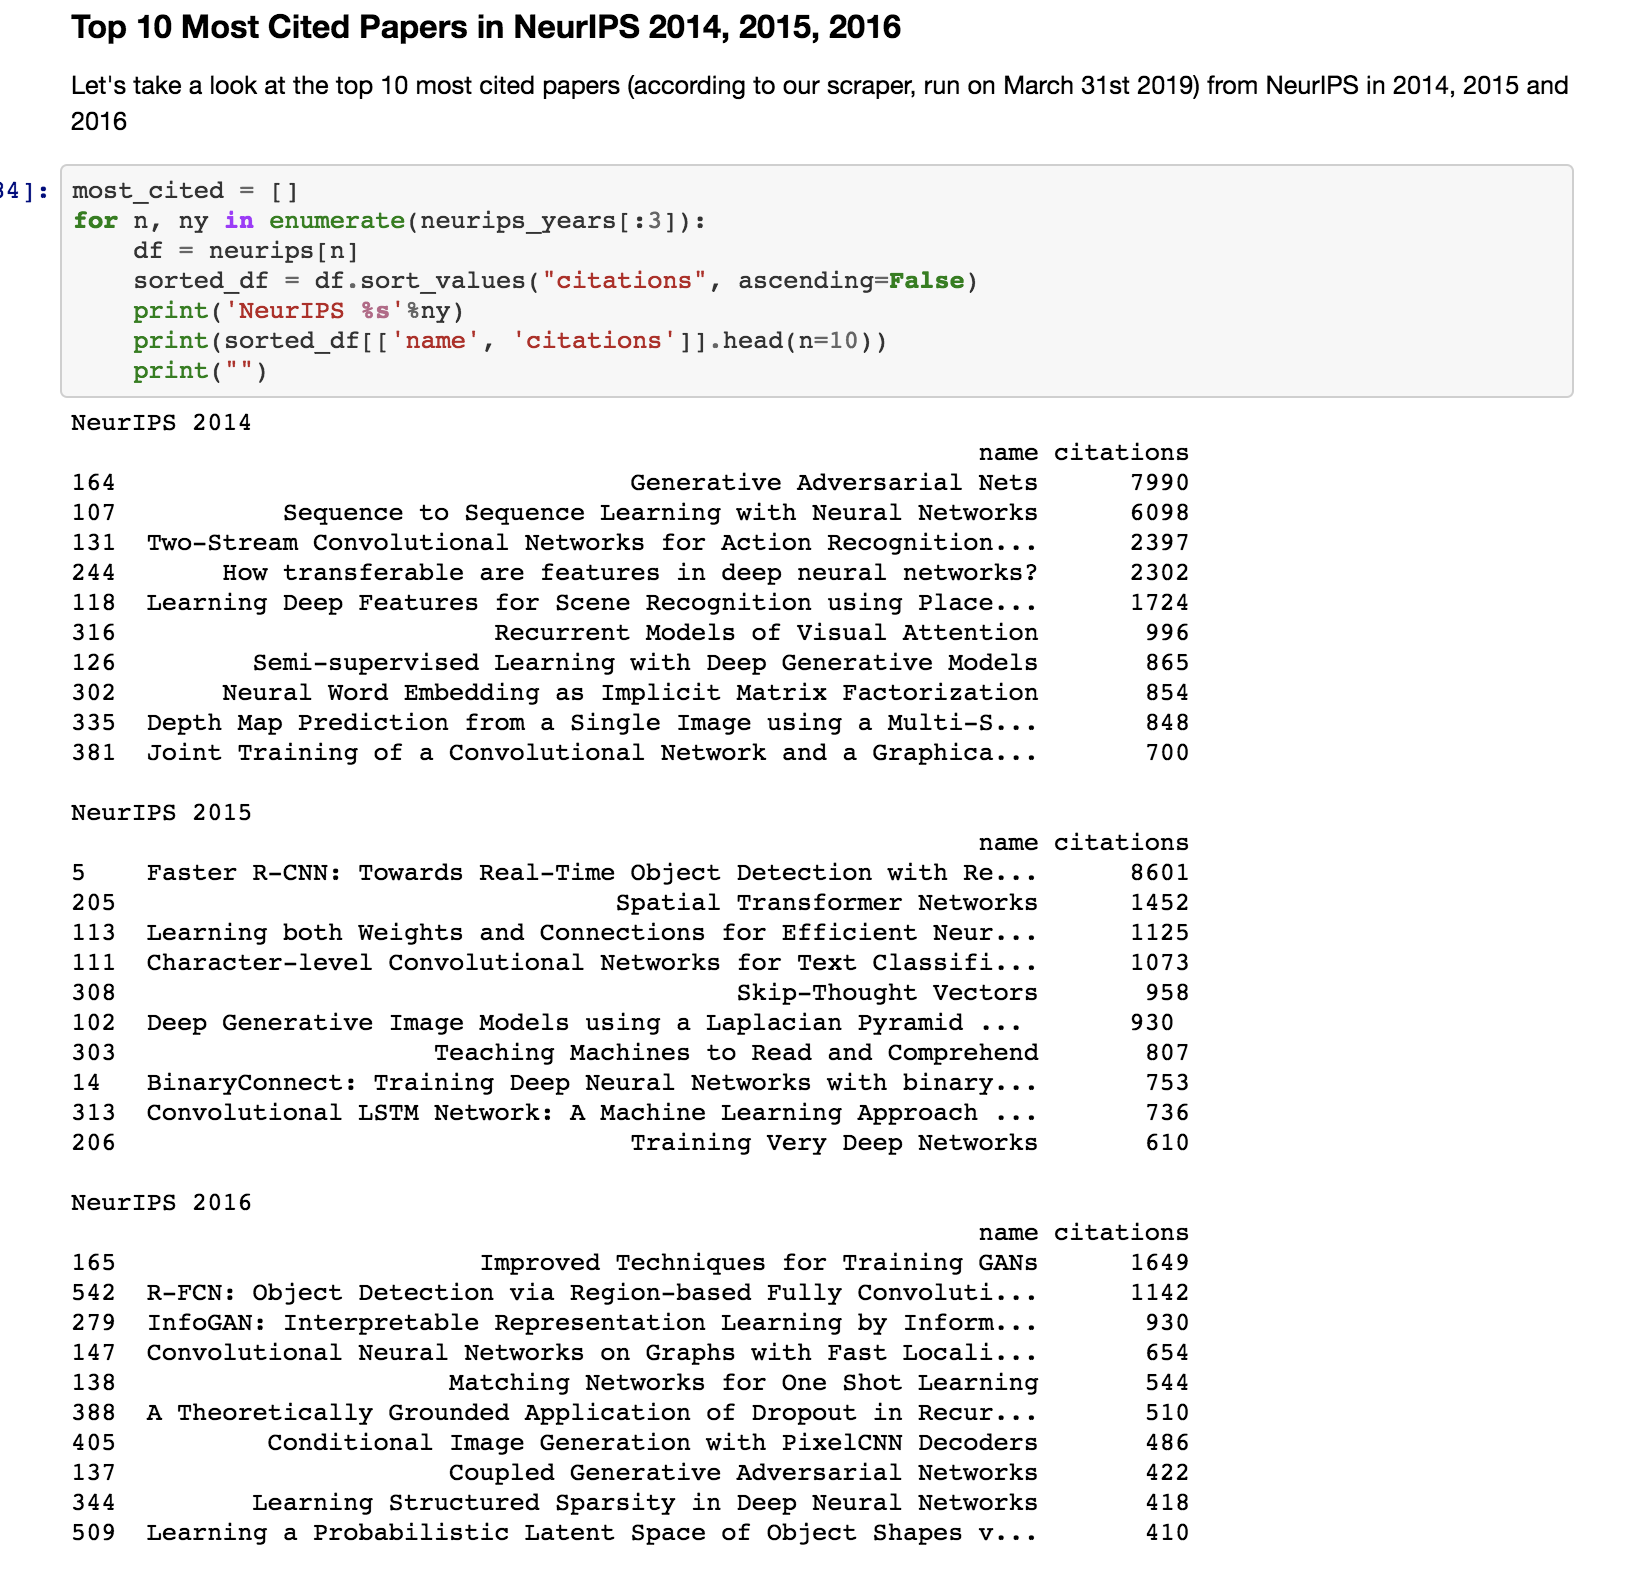 Top 10 Most Cited Papers in NeurIPS 2014, 2015, 2016
Let's take a look at the top 10 most cited papers (according to our scraper, run on March 31st 2019) from NeurIPS in 2014, 2015 and
2016
34]:
most_cited = []
for n, ny in enumerate(neurips_years[:3]):
    df = neurips[n]
    sorted_df = df.sort_values("citations", ascending=False)
    print('NeurIPS %s'%ny)
    print(sorted_df[['name', 'citations']].head(n=10))
    print("")
NeurIPS 2014
name citations
164 Generative Adversarial Nets 7990
107 Sequence to Sequence Learning with Neural Networks 6098
131 Two-Stream Convolutional Networks for Action Recognition... 2397
244 How transferable are features in deep neural networks? 2302
118 Learning Deep Features for Scene Recognition using Place... 1724
316 Recurrent Models of Visual Attention 996
126 Semi-supervised Learning with Deep Generative Models 865
302 Neural Word Embedding as Implicit Matrix Factorization 854
335 Depth Map Prediction from a Single Image using a Multi-S... 848
381 Joint Training of a Convolutional Network and a Graphica... 700
NeurIPS 2015
name citations
5 Faster R-CNN: Towards Real-Time Object Detection with Re... 8601
205 Spatial Transformer Networks 1452
113 Learning both Weights and Connections for Efficient Neur... 1125
111 Character-level Convolutional Networks for Text Classifi... 1073
308 Skip-Thought Vectors 958
102 Deep Generative Image Models using a Laplacian Pyramid ... 930
303 Teaching Machines to Read and Comprehend 807
14 BinaryConnect: Training Deep Neural Networks with binary... 753
313 Convolutional LSTM Network: A Machine Learning Approach ... 736
206 Training Very Deep Networks 610
NeurIPS 2016
name citations
165 Improved Techniques for Training GANs 1649
542 R-FCN: Object Detection via Region-based Fully Convoluti... 1142
279 InfoGAN: Interpretable Representation Learning by Inform... 930
147 Convolutional Neural Networks on Graphs with Fast Locali... 654
138 Matching Networks for One Shot Learning 544
388 A Theoretically Grounded Application of Dropout in Recur... 510
405 Conditional Image Generation with PixelCNN Decoders 486
137 Coupled Generative Adversarial Networks 422
344 Learning Structured Sparsity in Deep Neural Networks 418
509 Learning a Probabilistic Latent Space of Object Shapes v... 410